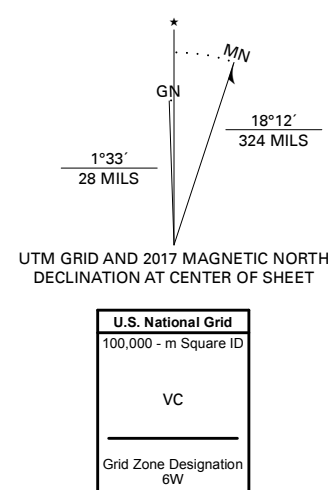 ★
MN
GN
18°12´
324 MILS
1°33´
28 MILS
UTM GRID AND 2017 MAGNETIC NORTH
DECLINATION AT CENTER OF SHEET
U.S. National Grid
100,000 - m Square ID
VC
Grid Zone Designation
6W